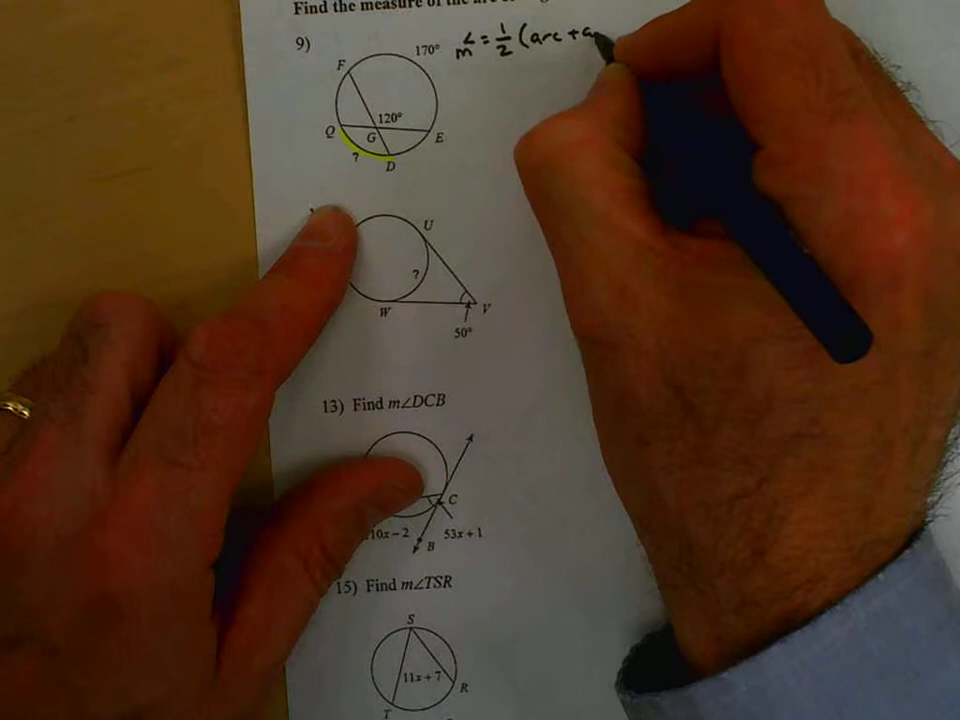 Find the measure of the arc
9)
170°
m∠ = 1/2 (arc + a
F
120°
Q
G
E
?
D
U
?
W
V
50°
13) Find m∠DCB
C
10x − 2
53x + 1
B
15) Find m∠TSR
S
11x + 7
R
T